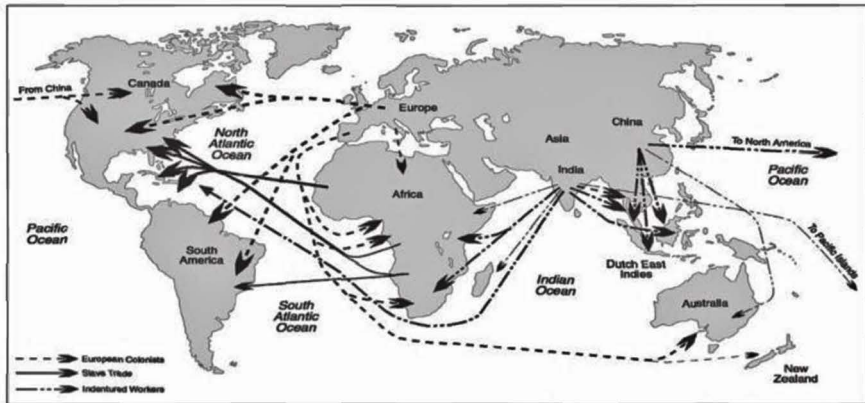 From China
Canada
Europe
China
To North America
North
Atlantic
Ocean
Asia
India
Pacific
Ocean
Africa
Pacific
Ocean
South
America
To Pacific Islands
Dutch East
Indies
Indian
Ocean
South
Atlantic
Ocean
Australia
European Colonists
Slave Trade
Indentured Workers
New
Zealand